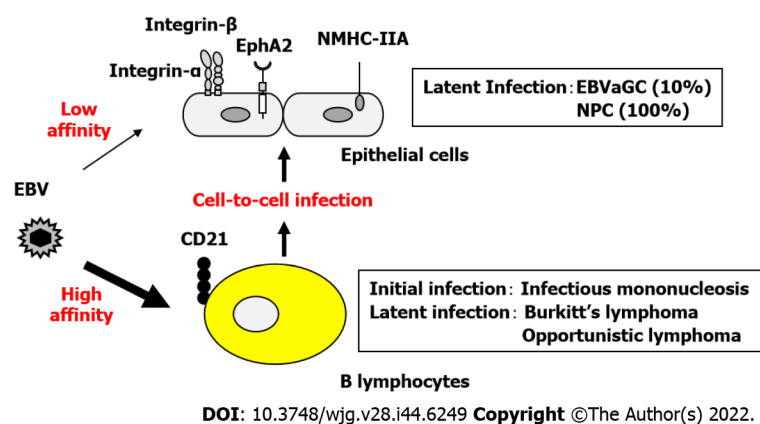 Integrin-β
EphA2
NMHC-IIA
Integrin-α
Latent Infection: EBVaGC (10%)
NPC (100%)
Low
affinity
Epithelial cells
EBV
Cell-to-cell infection
CD21
High
affinity
Initial infection: Infectious mononucleosis
Latent infection: Burkitt's lymphoma
Opportunistic lymphoma
B lymphocytes
DOI: 10.3748/wjg.v28.i44.6249 Copyright ©The Author(s) 2022.